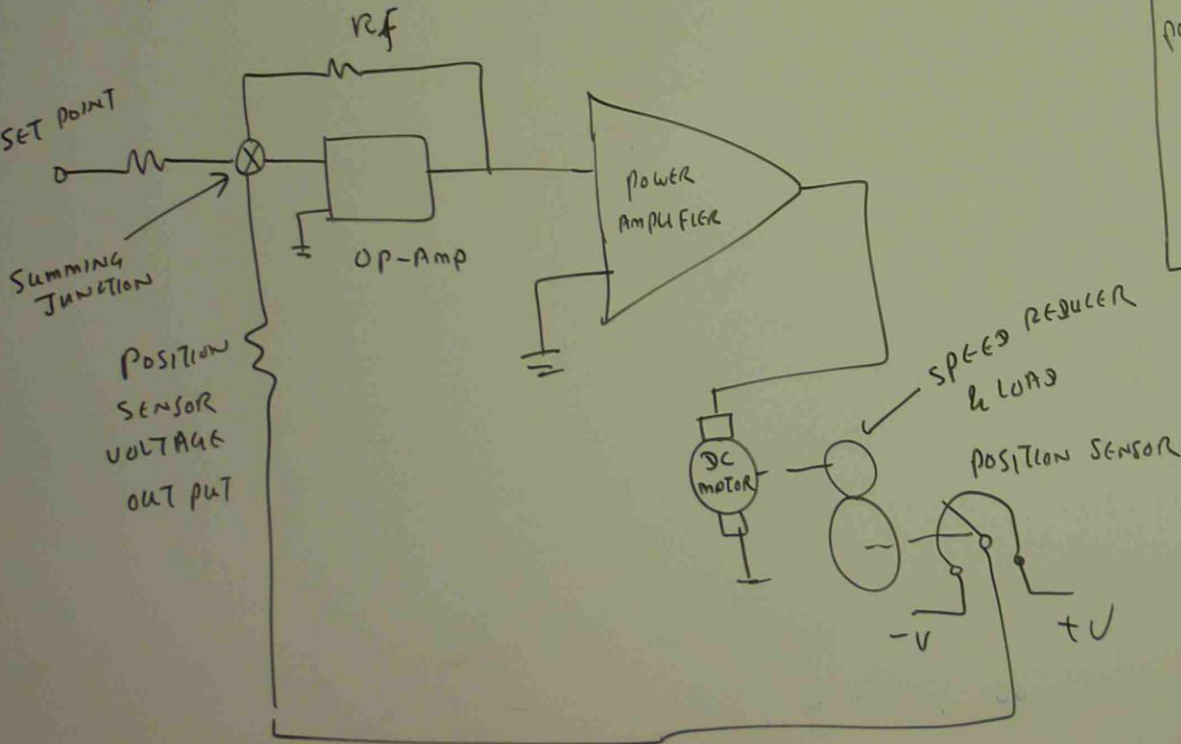 Rf
SET POINT
SUMMING
JUNCTION
OP-AMP
POWER
AMPLIFIER
POSITION
SENSOR
VOLTAGE
OUT PUT
SPEED REDUCER
& LOAD
DC
MOTOR
POSITION SENSOR
-V
+V